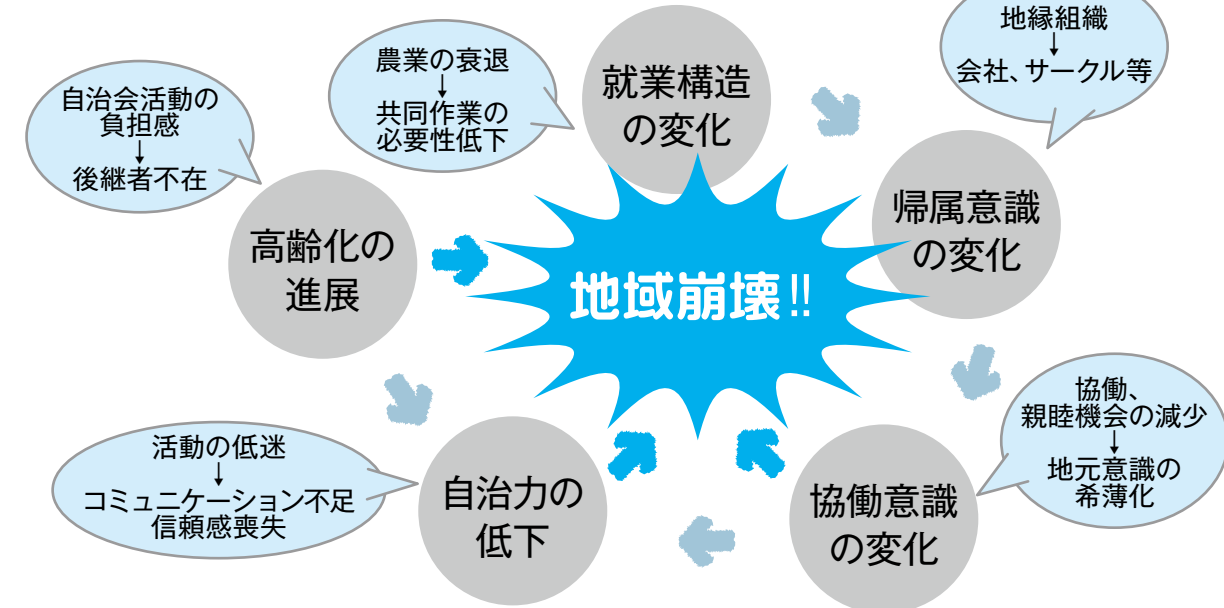 地縁組織
↓
会社、サークル等
農業の衰退
↓
共同作業の
必要性低下
就業構造
の変化
自治会活動の
負担感
↓
後継者不在
帰属意識
の変化
高齢化の
進展
地域崩壊!!
協働、
親睦機会の減少
↓
地元意識の
希薄化
活動の低迷
↓
コミュニケーション不足
信頼感喪失
自治力の
低下
協働意識
の変化